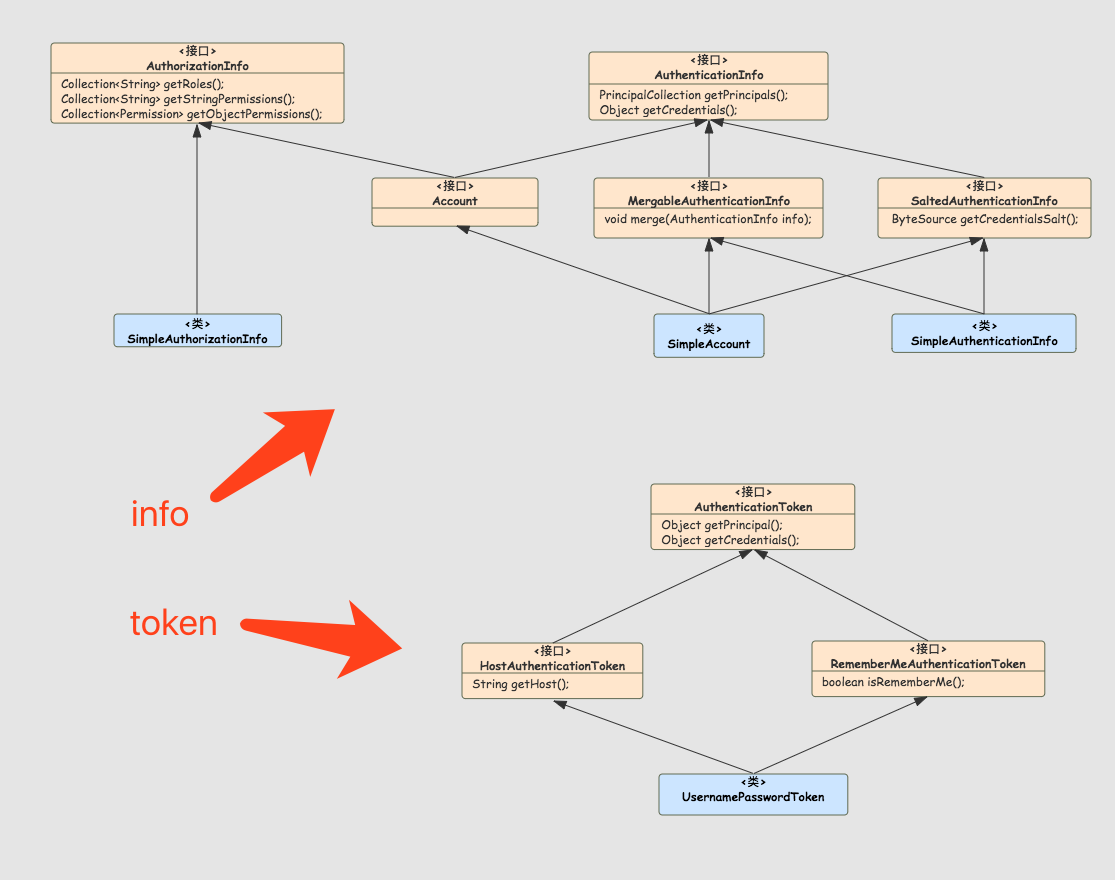 <接口>
AuthorizationInfo
Collection<String> getRoles();
Collection<String> getStringPermissions();
Collection<Permission> getObjectPermissions();
<接口>
AuthenticationInfo
PrincipalCollection getPrincipals();
Object getCredentials();
<接口>
Account
<接口>
MergableAuthenticationInfo
void merge(AuthenticationInfo info);
<接口>
SaltedAuthenticationInfo
ByteSource getCredentialsSalt();
<类>
SimpleAuthorizationInfo
<类>
SimpleAccount
<类>
SimpleAuthenticationInfo
info
<接口>
AuthenticationToken
Object getPrincipal();
Object getCredentials();
token
<接口>
HostAuthenticationToken
String getHost();
<接口>
RememberMeAuthenticationToken
boolean isRememberMe();
<类>
UsernamePasswordToken